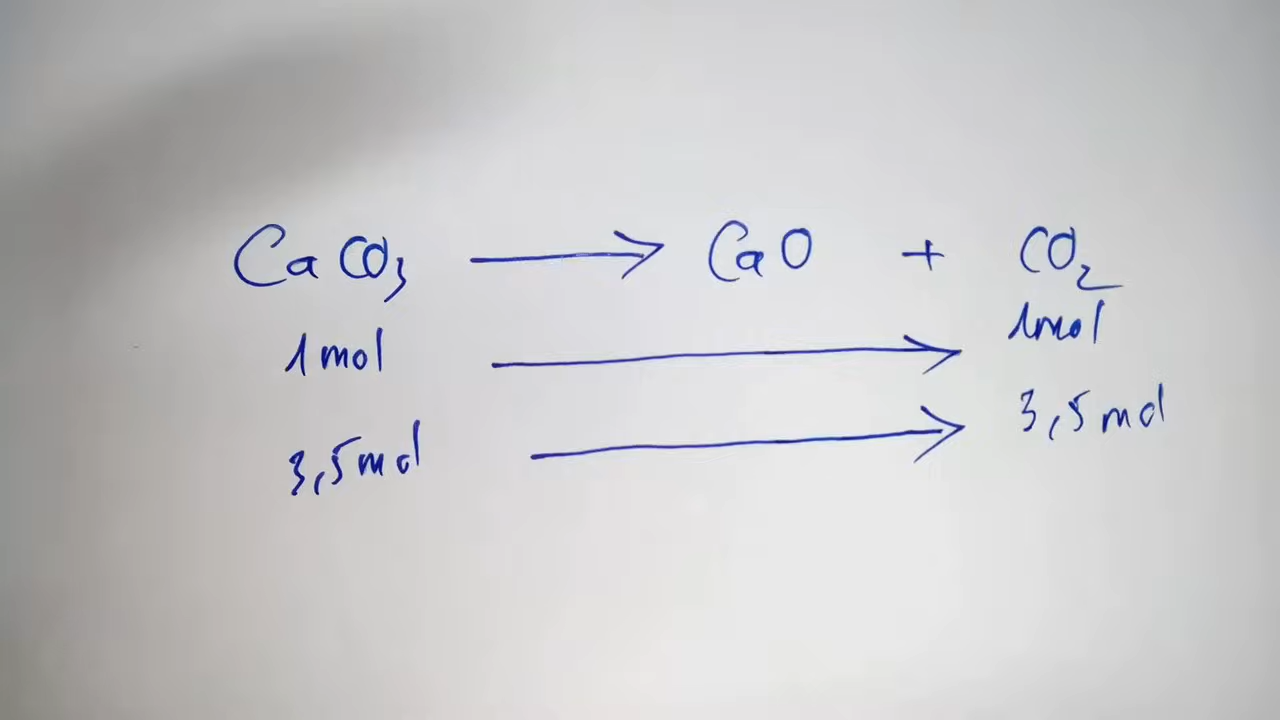 CaCO₃ → CaO + CO₂
1mol → 1mol
3,5mol → 3,5mol